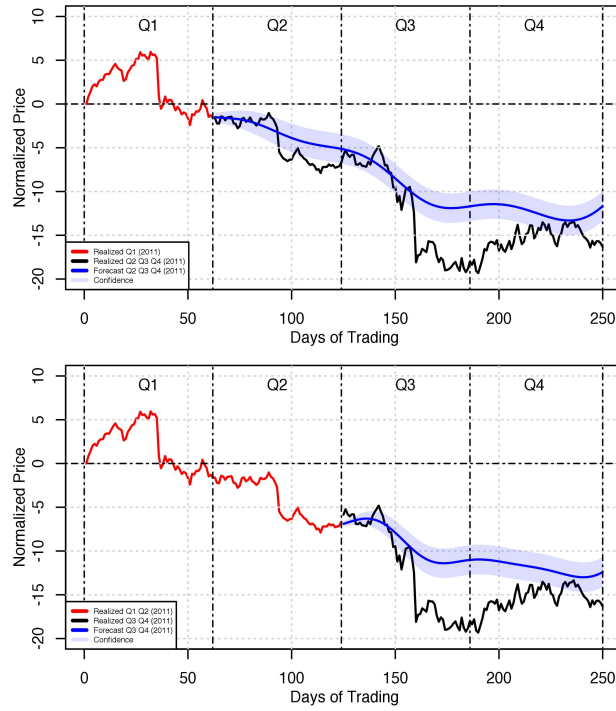 Q1 Q2 Q3 Q4
10
5
0
-5
-10
-15
-20
Normalized Price
Realized Q1 (2011)
Realized Q2 Q3 Q4 (2011)
Forecast Q2 Q3 Q4 (2011)
Confidence
0 50 100 150 200 250
Days of Trading
Q1 Q2 Q3 Q4
10
5
0
-5
-10
-15
-20
Normalized Price
Realized Q1 Q2 (2011)
Realized Q3 Q4 (2011)
Forecast Q3 Q4 (2011)
Confidence
0 50 100 150 200 250
Days of Trading